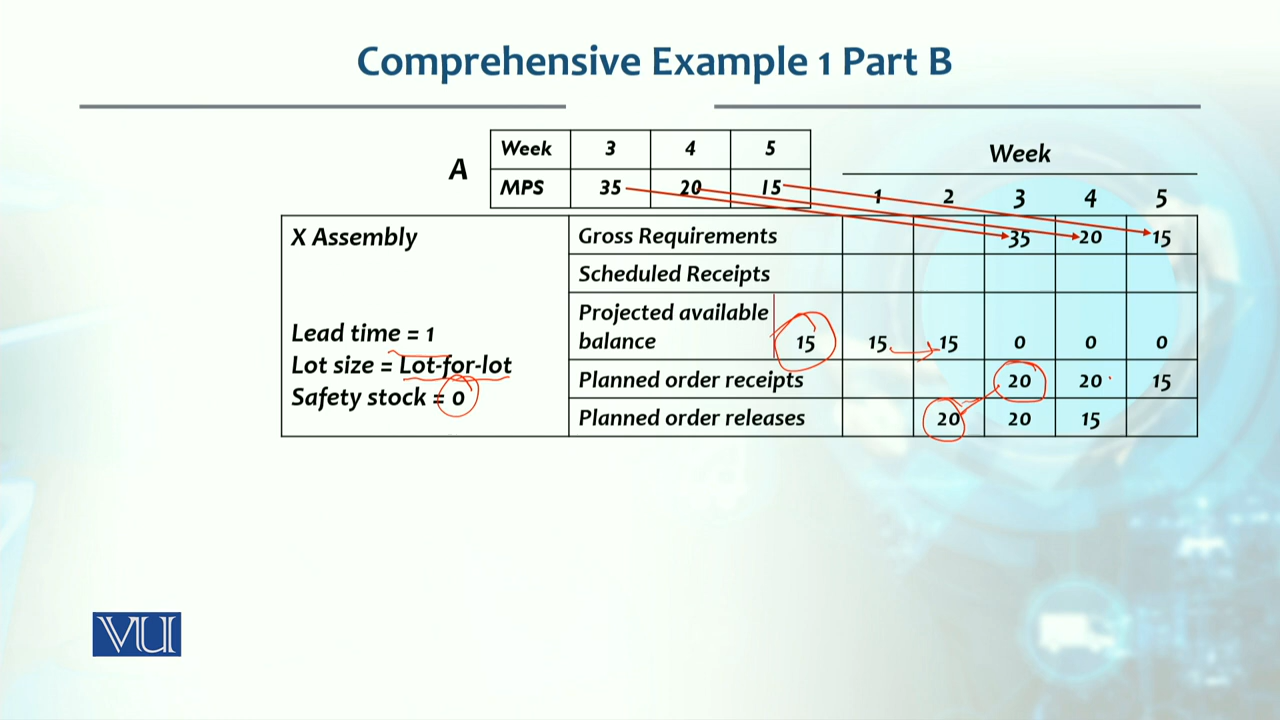 Comprehensive Example 1 Part B
A
Week 3 4 5
MPS 35 20 15
Week
1 2 3 4 5
X Assembly
Lead time = 1
Lot size = Lot-for-lot
Safety stock = 0
Gross Requirements 35 20 15
Scheduled Receipts
Projected available
balance 15 15 15 0 0 0
Planned order receipts 20 20 15
Planned order releases 20 20 15
VU